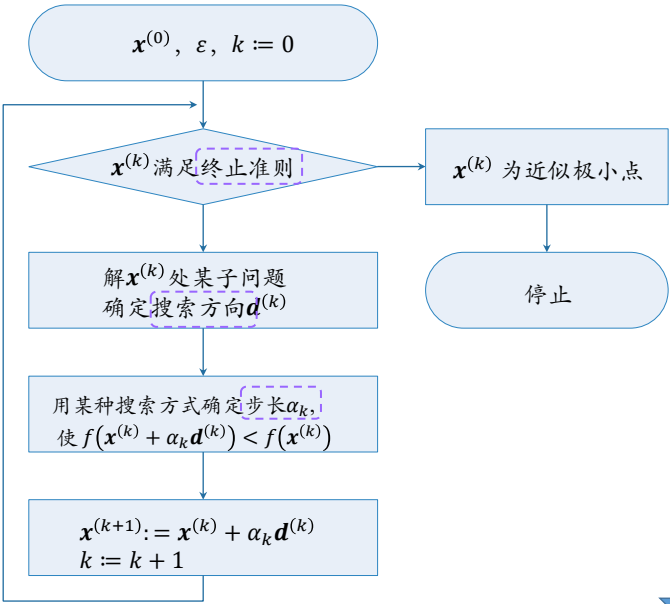 x^(0), ε, k ≔ 0
x^(k)满足终止准则
x^(k) 为近似极小点
解x^(k)处某子问题
确定搜索方向d^(k)
停止
用某种搜索方式确定步长α_k,
使 f(x^(k) + α_k d^(k)) < f(x^(k))
x^(k+1): = x^(k) + α_k d^(k)
k ≔ k + 1